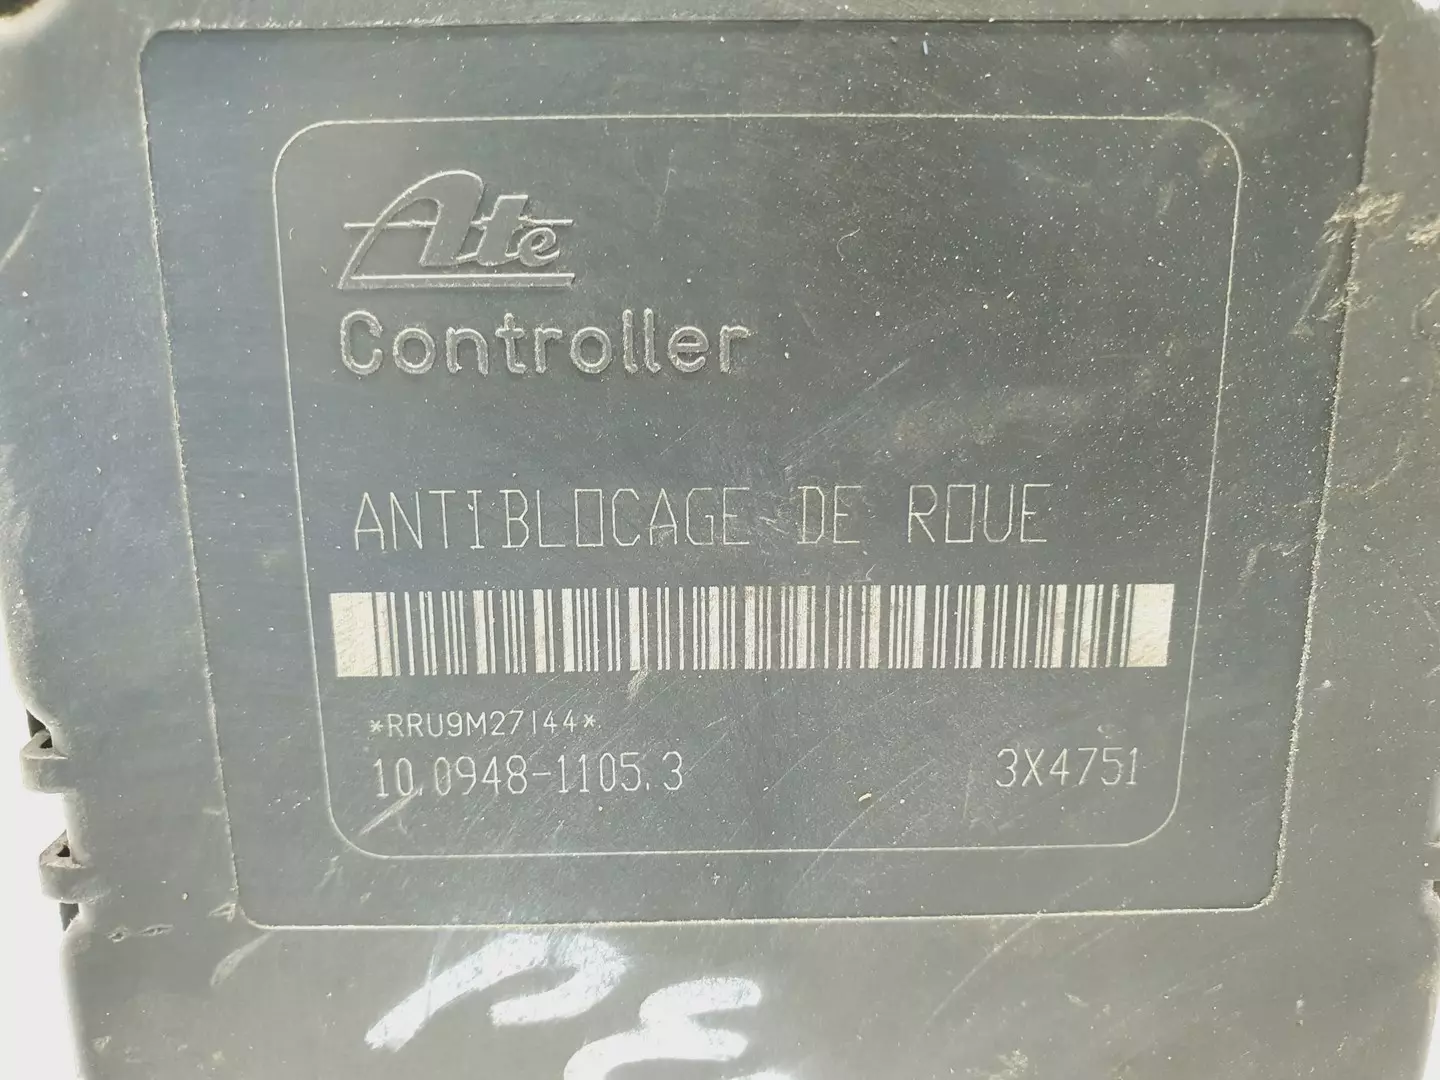 Ate
Controller
ANTIBLOCAGE DE ROUE
*RRU9M27144*
10.0948-1105.3 3X4751